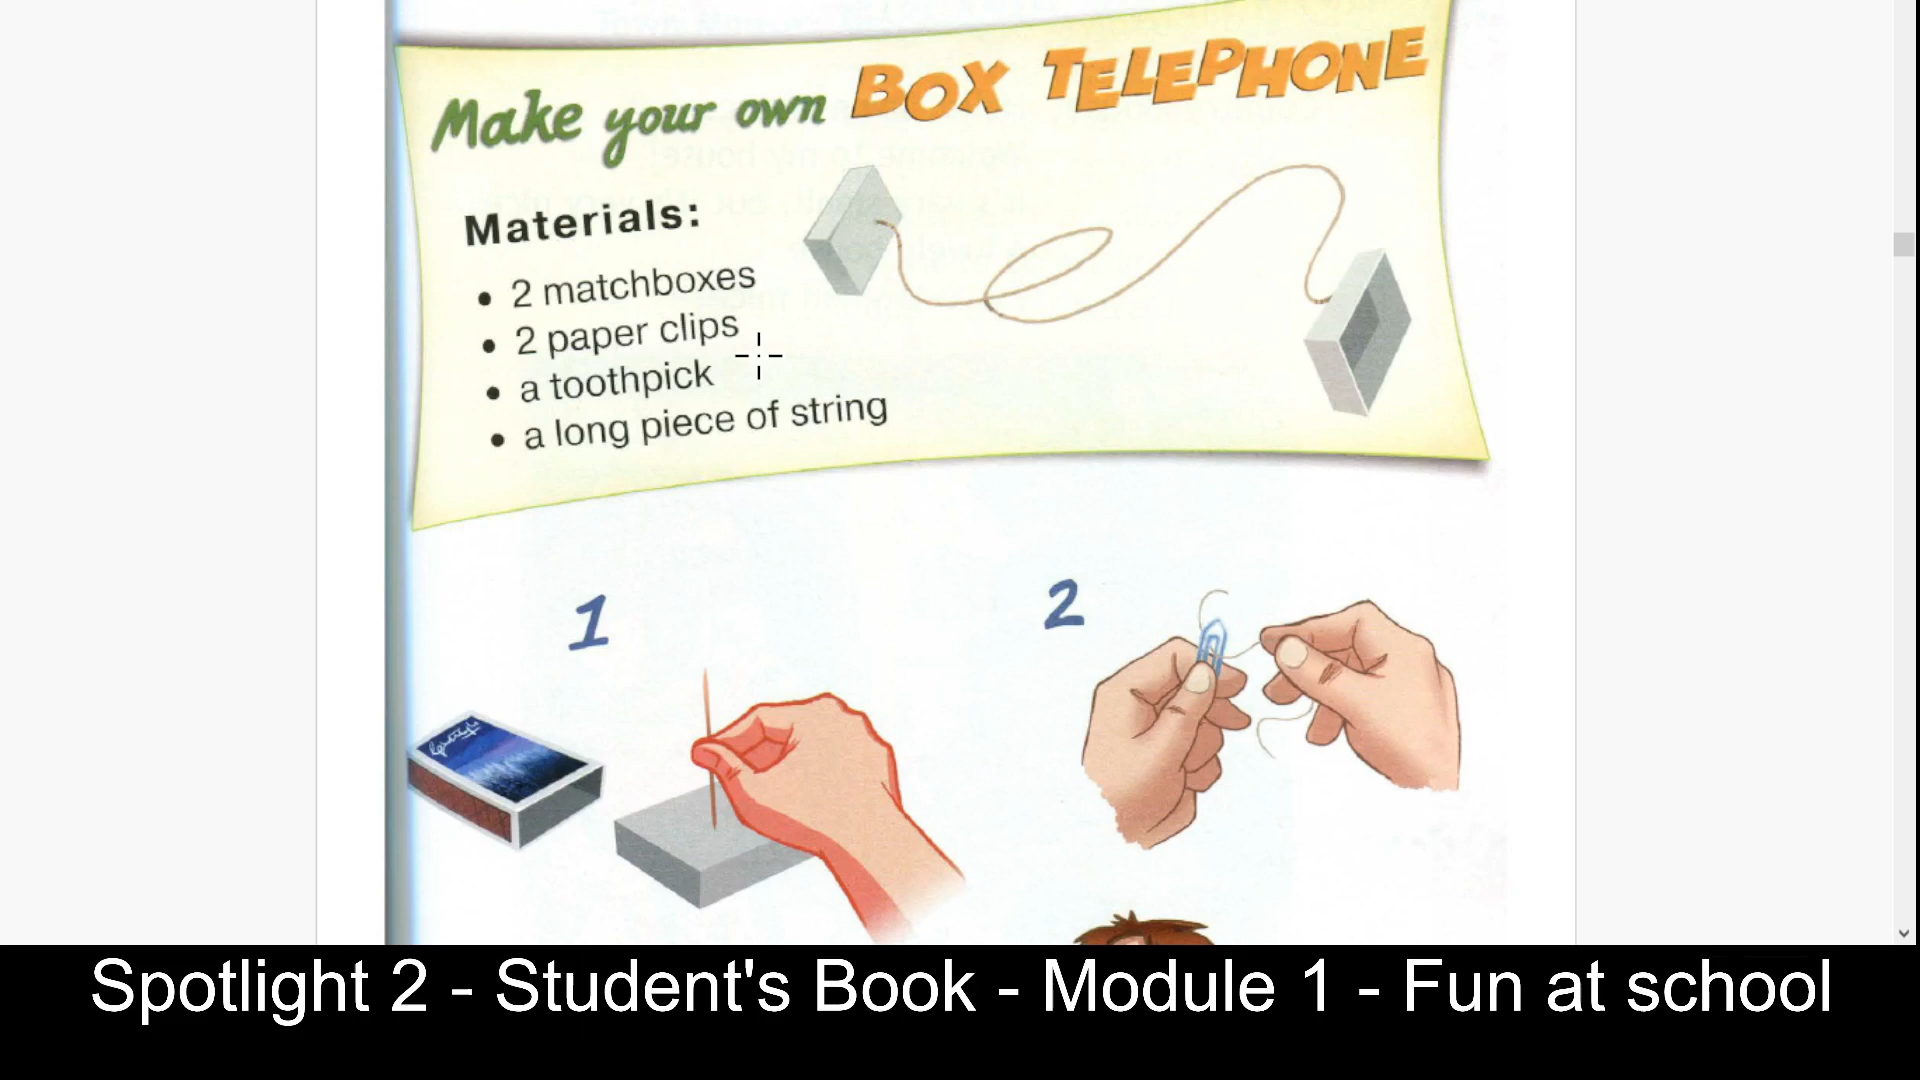 Make your own BOX TELEPHONE
Materials:
• 2 matchboxes
• 2 paper clips
• a toothpick
• a long piece of string
1
2
Spotlight 2 - Student's Book - Module 1 - Fun at school